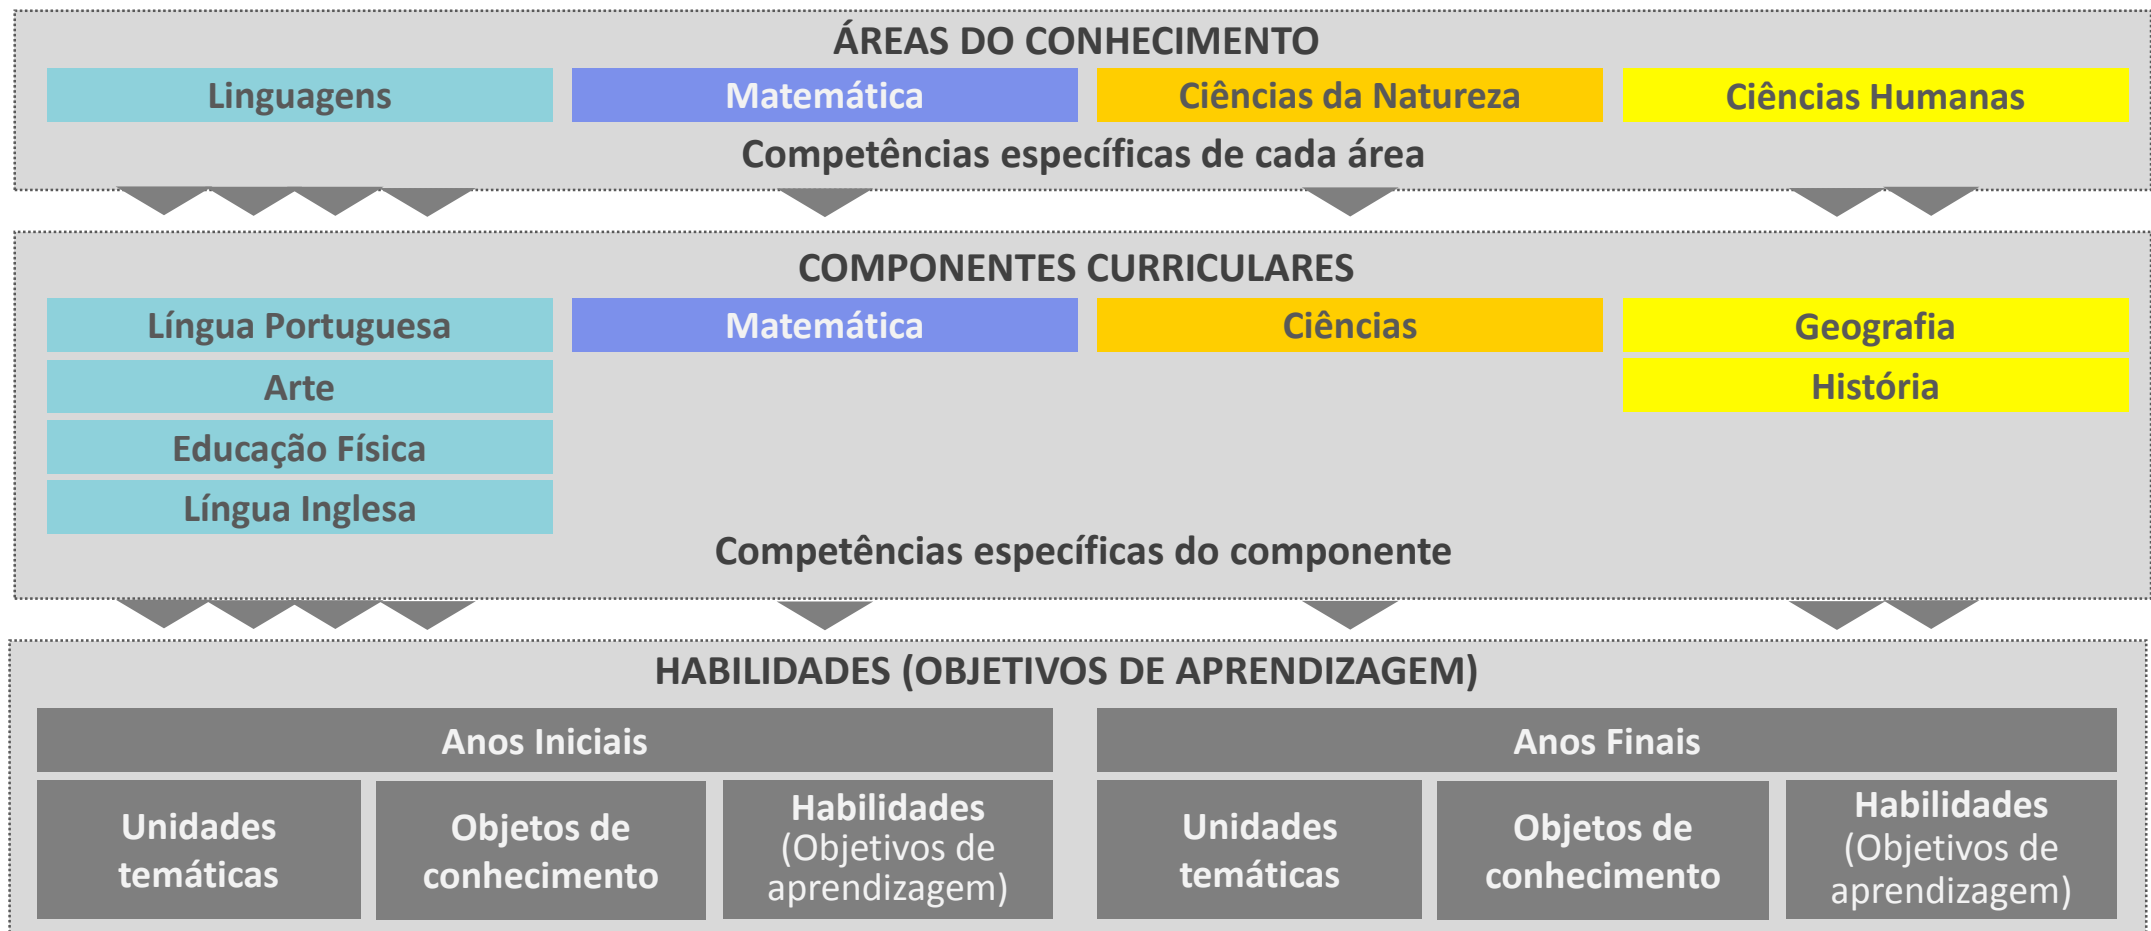 ÁREAS DO CONHECIMENTO
Linguagens
Matemática
Ciências da Natureza
Ciências Humanas
Competências específicas de cada área
COMPONENTES CURRICULARES
Língua Portuguesa
Matemática
Ciências
Geografia
Arte
História
Educação Física
Língua Inglesa
Competências específicas do componente
HABILIDADES (OBJETIVOS DE APRENDIZAGEM)
Anos Iniciais
Unidades
temáticas
Objetos de
conhecimento
Habilidades
(Objetivos de
aprendizagem)
Anos Finais
Unidades
temáticas
Objetos de
conhecimento
Habilidades
(Objetivos de
aprendizagem)